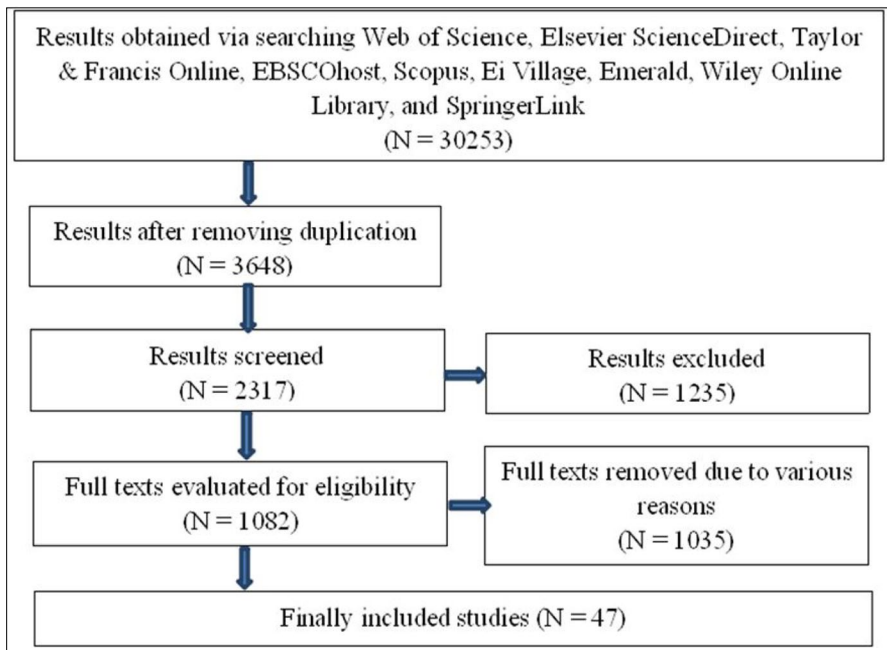 Results obtained via searching Web of Science, Elsevier ScienceDirect, Taylor
& Francis Online, EBSCOhost, Scopus, Ei Village, Emerald, Wiley Online
Library, and SpringerLink
(N = 30253)
Results after removing duplication
(N = 3648)
Results screened
(N = 2317)
Results excluded
(N = 1235)
Full texts evaluated for eligibility
(N = 1082)
Full texts removed due to various
reasons
(N = 1035)
Finally included studies (N = 47)